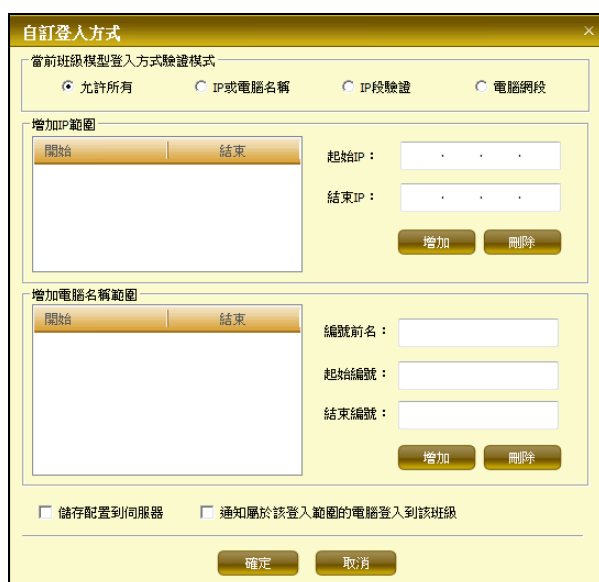 自訂登入方式
當前班級模型登入方式驗證模式
允許所有 IP或電腦名稱 IP段驗證 電腦網段
增加IP範圍
開始 結束
起始IP：
結束IP：
增加 刪除
增加電腦名稱範圍
開始 結束
編號前名：
起始編號：
結束編號：
增加 刪除
儲存配置到伺服器 通知屬於該登入範圍的電腦登入到該班級
確定 取消